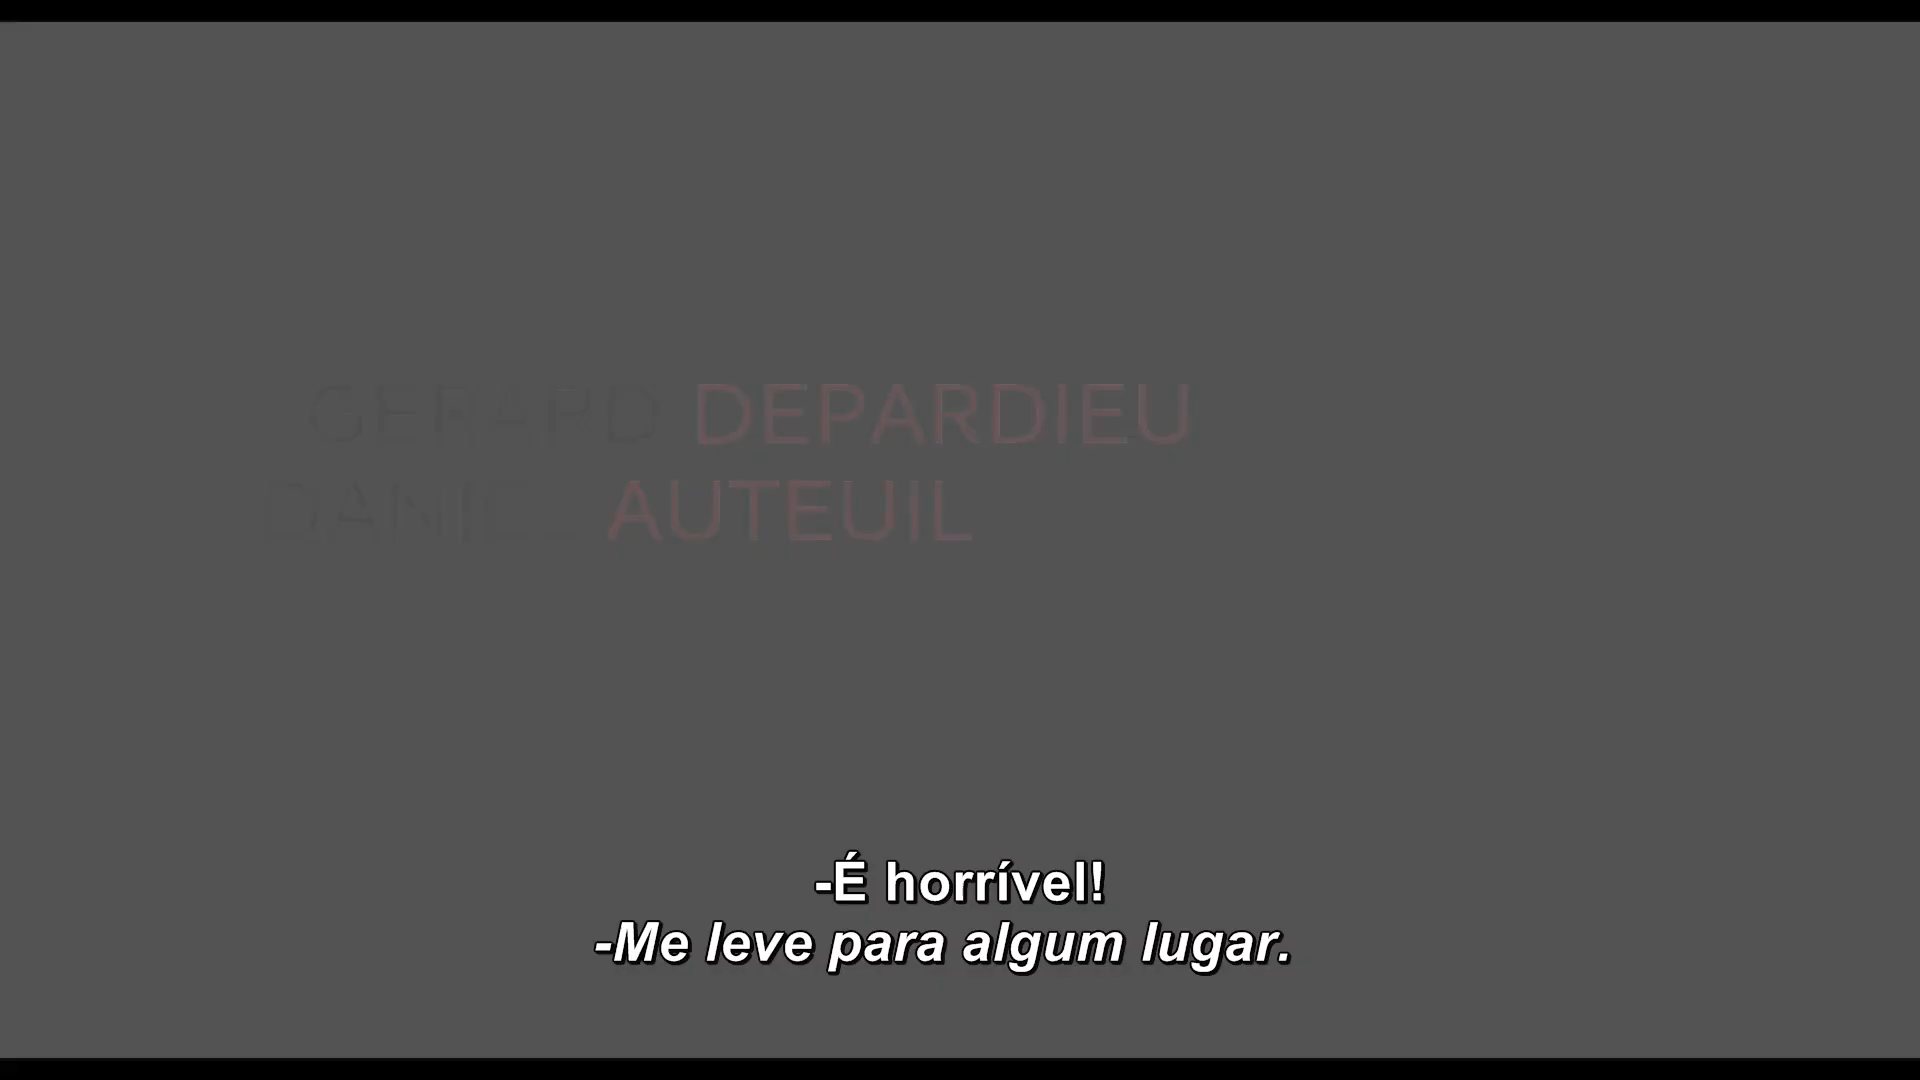 GERARD DEPARDIEU
DANIEL AUTEUIL
-É horrível!
-Me leve para algum lugar.